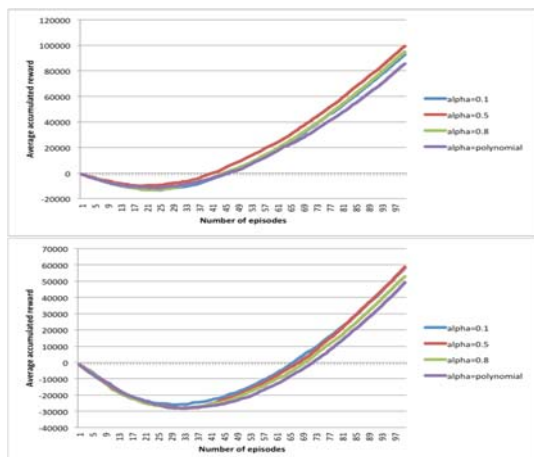 120000
100000
80000
60000
40000
20000
0
-20000
Average accumulated reward
1 5 9 13 17 21 25 29 33 37 41 45 49 53 57 61 65 69 73 77 81 85 89 93 97
Number of episodes
alpha=0.1
alpha=0.5
alpha=0.8
alpha=polynomial
70000
60000
50000
40000
30000
20000
10000
0
-10000
-20000
-30000
-40000
Average accumulated reward
1 5 9 13 17 21 25 29 33 37 41 45 49 53 57 61 65 69 73 77 81 85 89 93 97
Number of episodes
alpha=0.1
alpha=0.5
alpha=0.8
alpha=polynomial